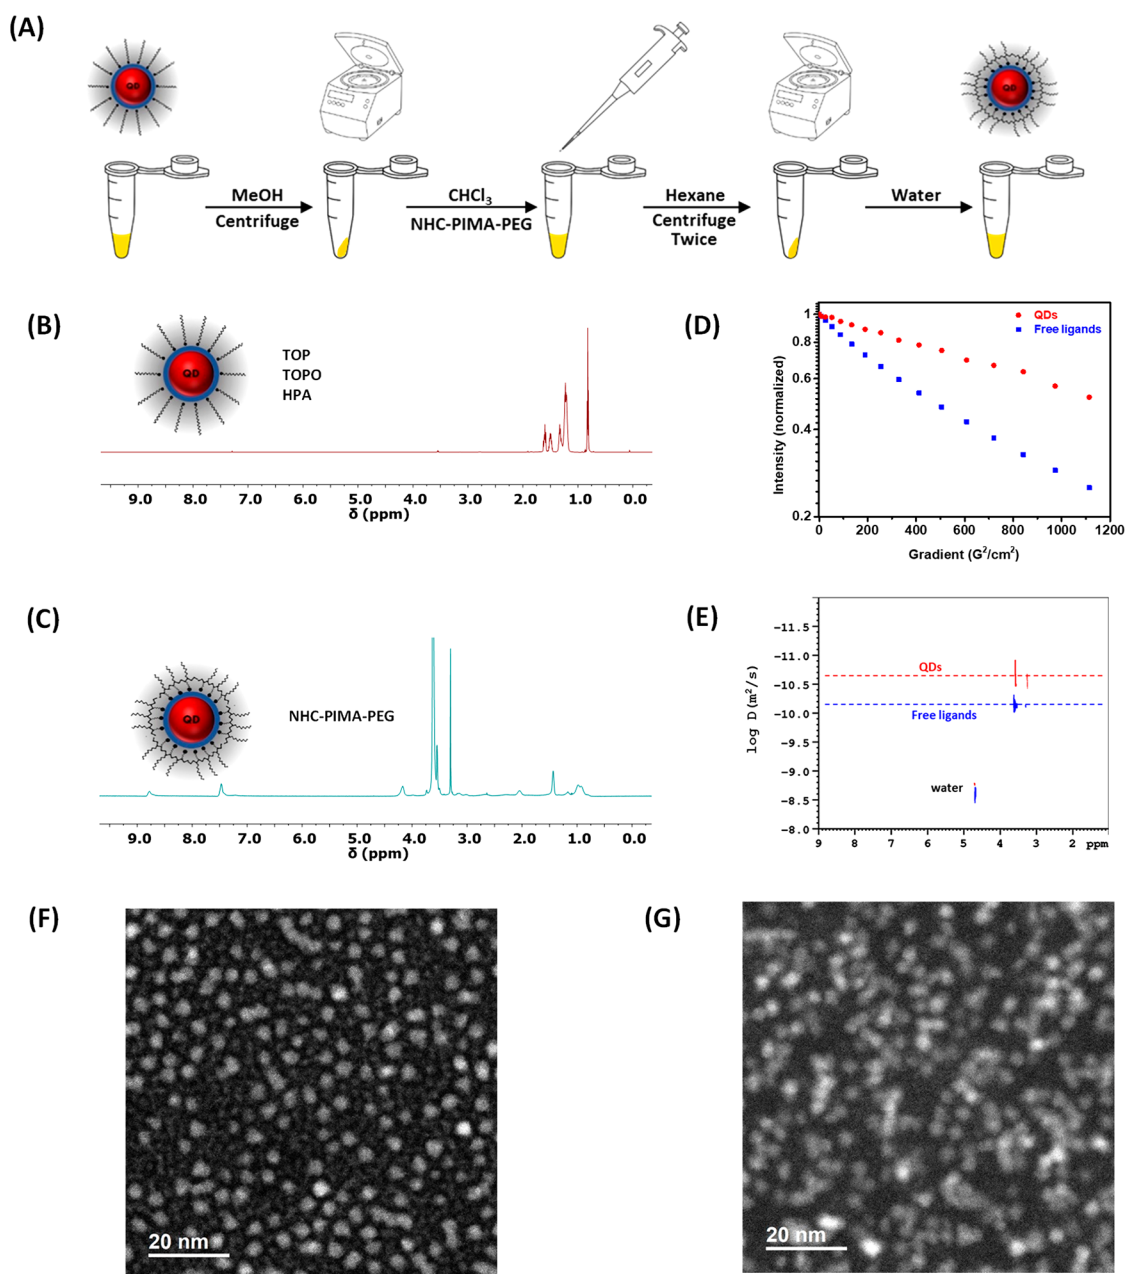 (A)
QD
QD
MeOH
Centrifuge
CHCl3
NHC-PIMA-PEG
Hexane
Centrifuge
Twice
Water
(B)
QD
TOP
TOPO
HPA
9.0 8.0 7.0 6.0 5.0 4.0 3.0 2.0 1.0 0.0
δ (ppm)
(D)
QDs
Free ligands
1
0.8
0.6
0.4
0.2
Intensity (normalized)
0 200 400 600 800 1000 1200
Gradient (G²/cm²)
(C)
QD
NHC-PIMA-PEG
9.0 8.0 7.0 6.0 5.0 4.0 3.0 2.0 1.0 0.0
δ (ppm)
(E)
-11.5
-11.0
-10.5
-10.0
-9.5
-9.0
-8.5
-8.0
log D(m²/s)
QDs
Free ligands
water
9 8 7 6 5 4 3 2 ppm
(F)
20 nm
(G)
20 nm